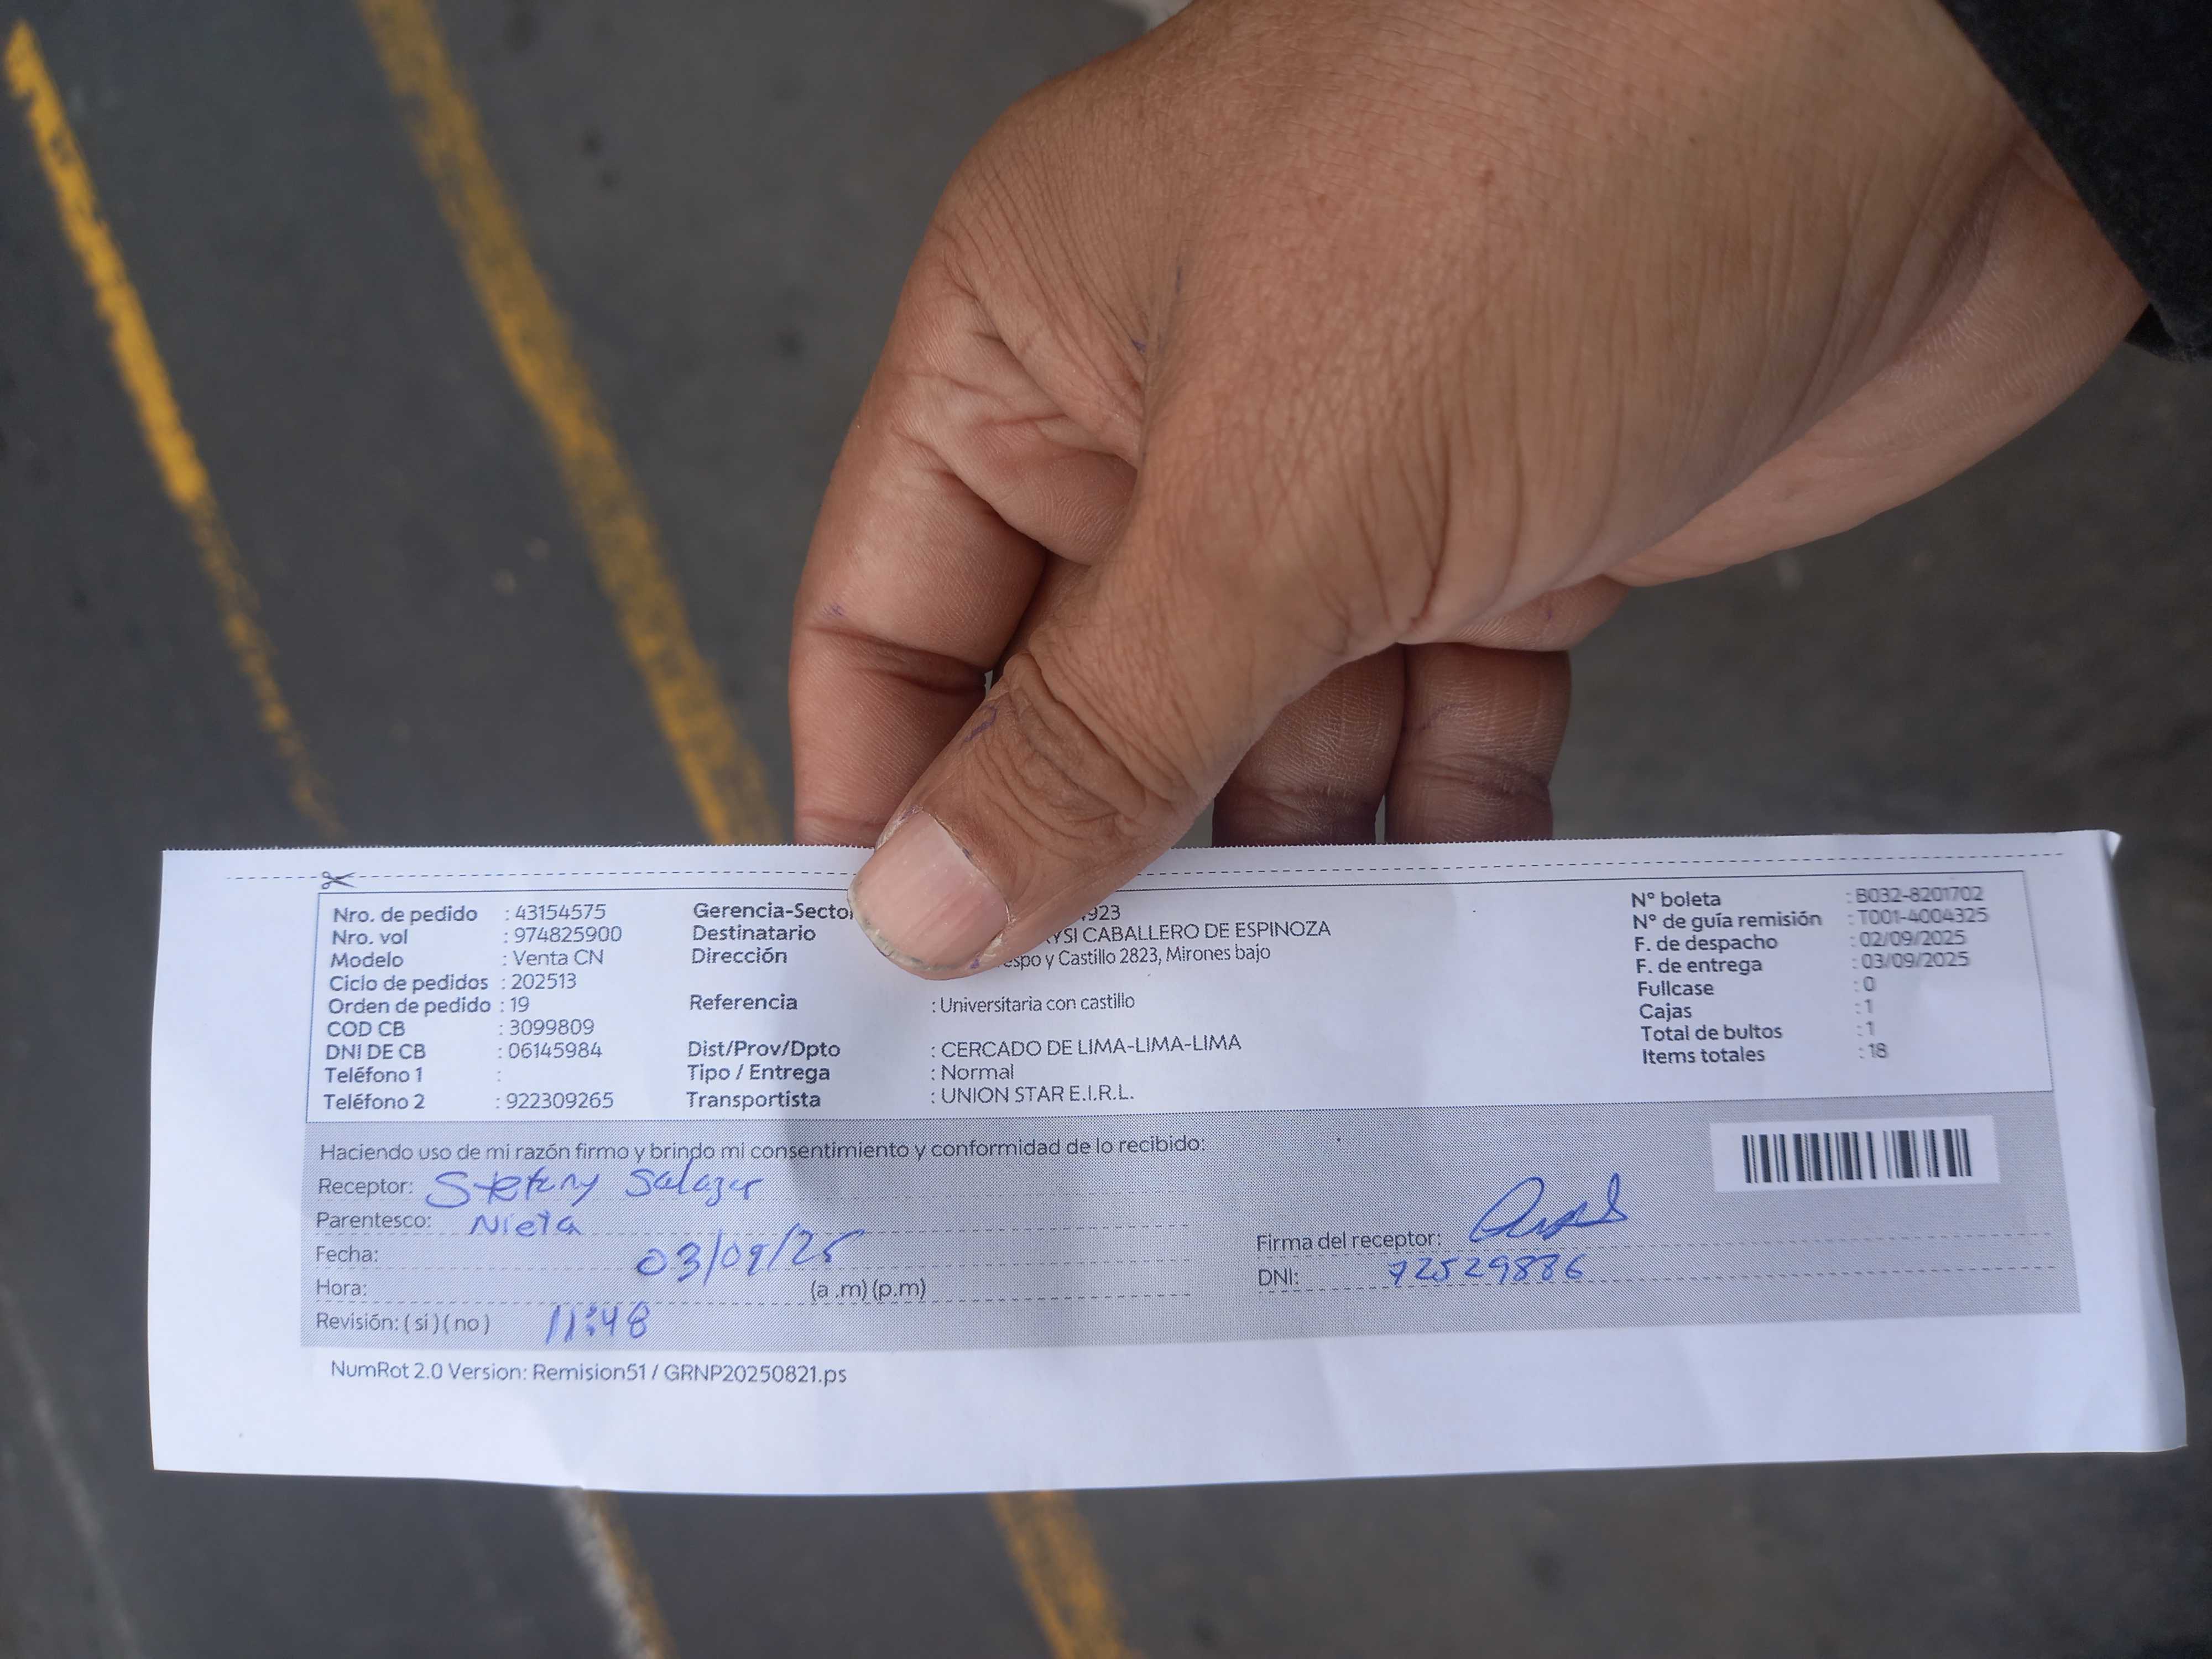 Nro. de pedido : 43154575
Nro. vol : 974825900
Modelo : Venta CN
Ciclo de pedidos : 202513
Orden de pedido : 19
COD CB : 3099809
DNI DE CB : 06145984
Teléfono 1 :
Teléfono 2 : 922309265
Gerencia-Sector 923
Destinatario CABALLERO DE ESPINOZA
Dirección y Castillo 2823, Mirones bajo
Referencia : Universitaria con castillo
Dist/Prov/Dpto : CERCADO DE LIMA-LIMA-LIMA
Tipo / Entrega : Normal
Transportista : UNION STAR E.I.R.L.
N° boleta : B032-8201702
N° de guía remisión : T001-4004325
F. de despacho : 02/09/2025
F. de entrega : 03/09/2025
Fullcase : 0
Cajas : 1
Total de bultos : 1
Items totales : 18
Haciendo uso de mi razón firmo y brindo mi consentimiento y conformidad de lo recibido:
Receptor: Stefany Salazar
Parentesco: Nieta
Fecha: 03/09/25
Hora: (a .m) (p.m)
Revisión: ( si ) ( no ) 11:48
Firma del receptor:
DNI: 72529886
NumRot 2.0 Version: Remision51 / GRNP20250821.ps